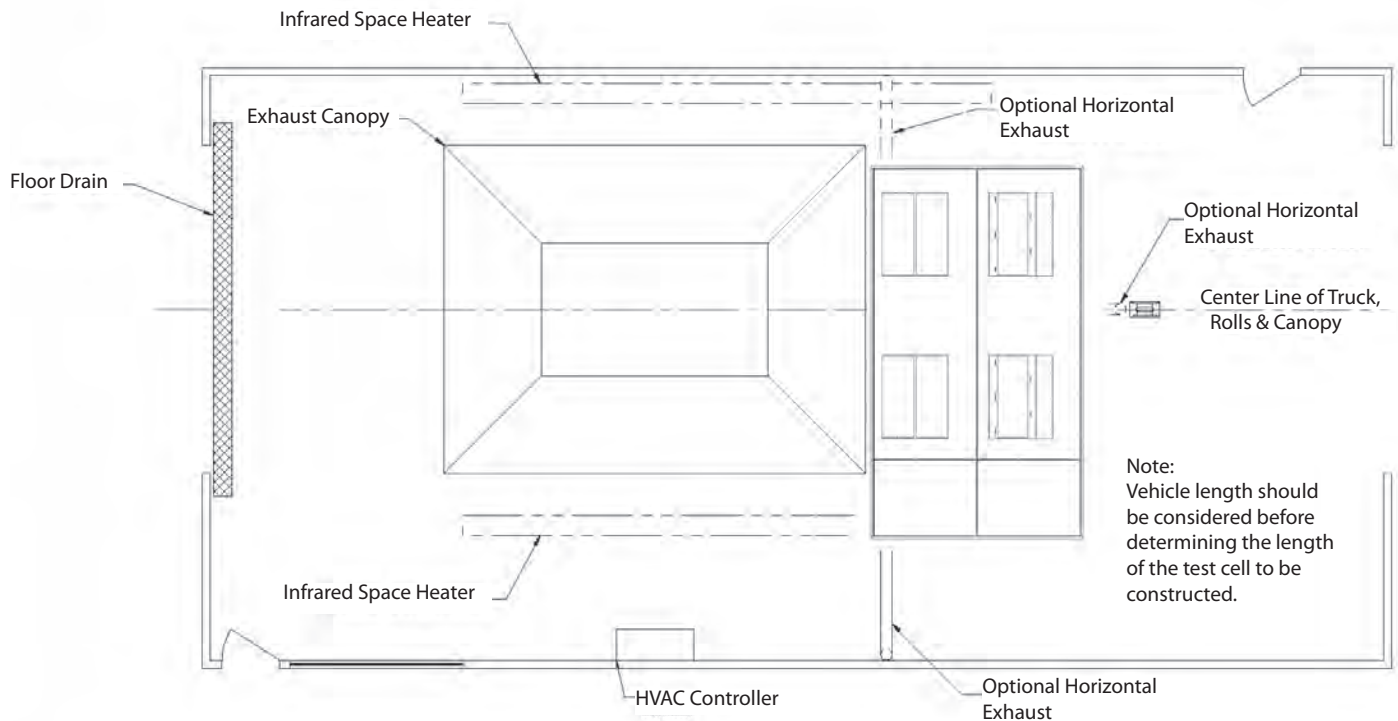 Infrared Space Heater
Exhaust Canopy
Optional Horizontal
Exhaust
Floor Drain
Optional Horizontal
Exhaust
Center Line of Truck,
Rolls & Canopy
Note:
Vehicle length should
be considered before
determining the length
of the test cell to be
constructed.
Infrared Space Heater
HVAC Controller
Optional Horizontal
Exhaust